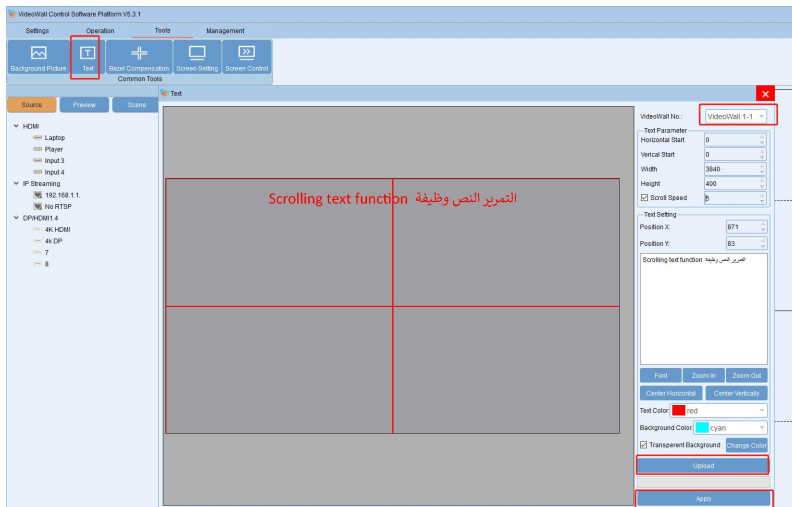 VideoWall Control Software Platform V5.3.1
Settings Operation Tools Management
Background Picture Text Bezel Compensation Screen Setting Screen Control
Common Tools
Text
Source Preview Scene
HDMI
Laptop
Player
Input 3
Input 4
IP Streaming
192.168.1.1.
No RTSP
DP/HDMI1.4
4K HDMI
4k DP
7
8
Scrolling text function التمرير النص وظيفة
VideoWall No.: VideoWall 1-1
Text Parameter
Horizontal Start 0
Verical Start 0
Width 3840
Height 400
Scroll Speed 5
Text Setting
Position X: 871
Position Y: 83
Scrolling text function التمرير النص وظيفة
Font Zoom In Zoom Out
Center Horizontal Center Vertically
Text Color: red
Background Color: cyan
Transperent Background Change Color
Upload
Apply